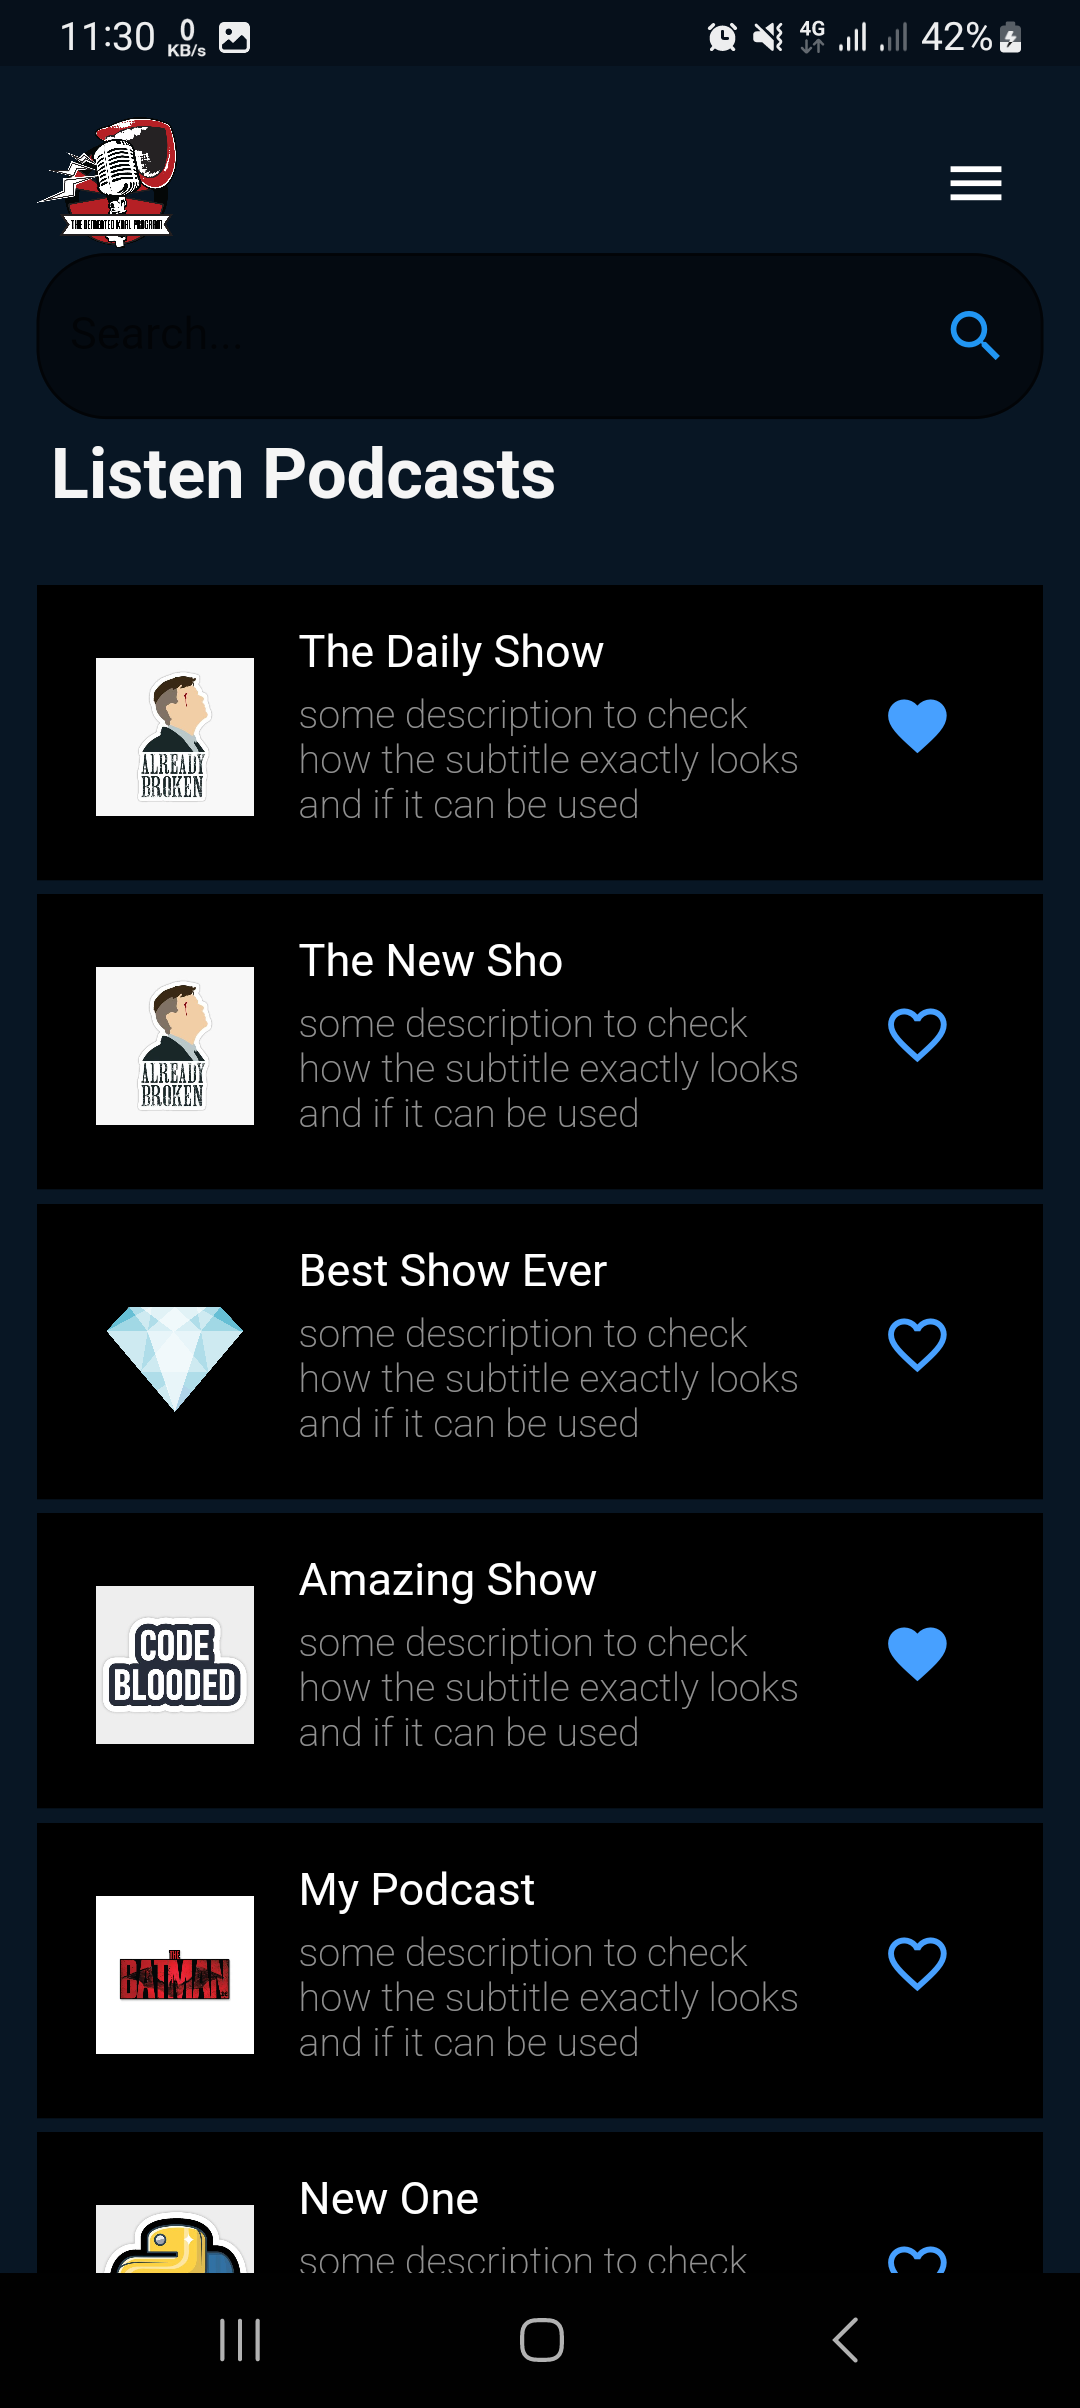 11:30 0 KB/s 4G 42%
THE DEMENTED KARL PROGRAM
Search...
Listen Podcasts
The Daily Show
some description to check
how the subtitle exactly looks
and if it can be used
ALREADY
BROKEN
The New Sho
some description to check
how the subtitle exactly looks
and if it can be used
ALREADY
BROKEN
Best Show Ever
some description to check
how the subtitle exactly looks
and if it can be used
Amazing Show
some description to check
how the subtitle exactly looks
and if it can be used
CODE
BLOODED
My Podcast
some description to check
how the subtitle exactly looks
and if it can be used
THE
BATMAN
New One
some description to check